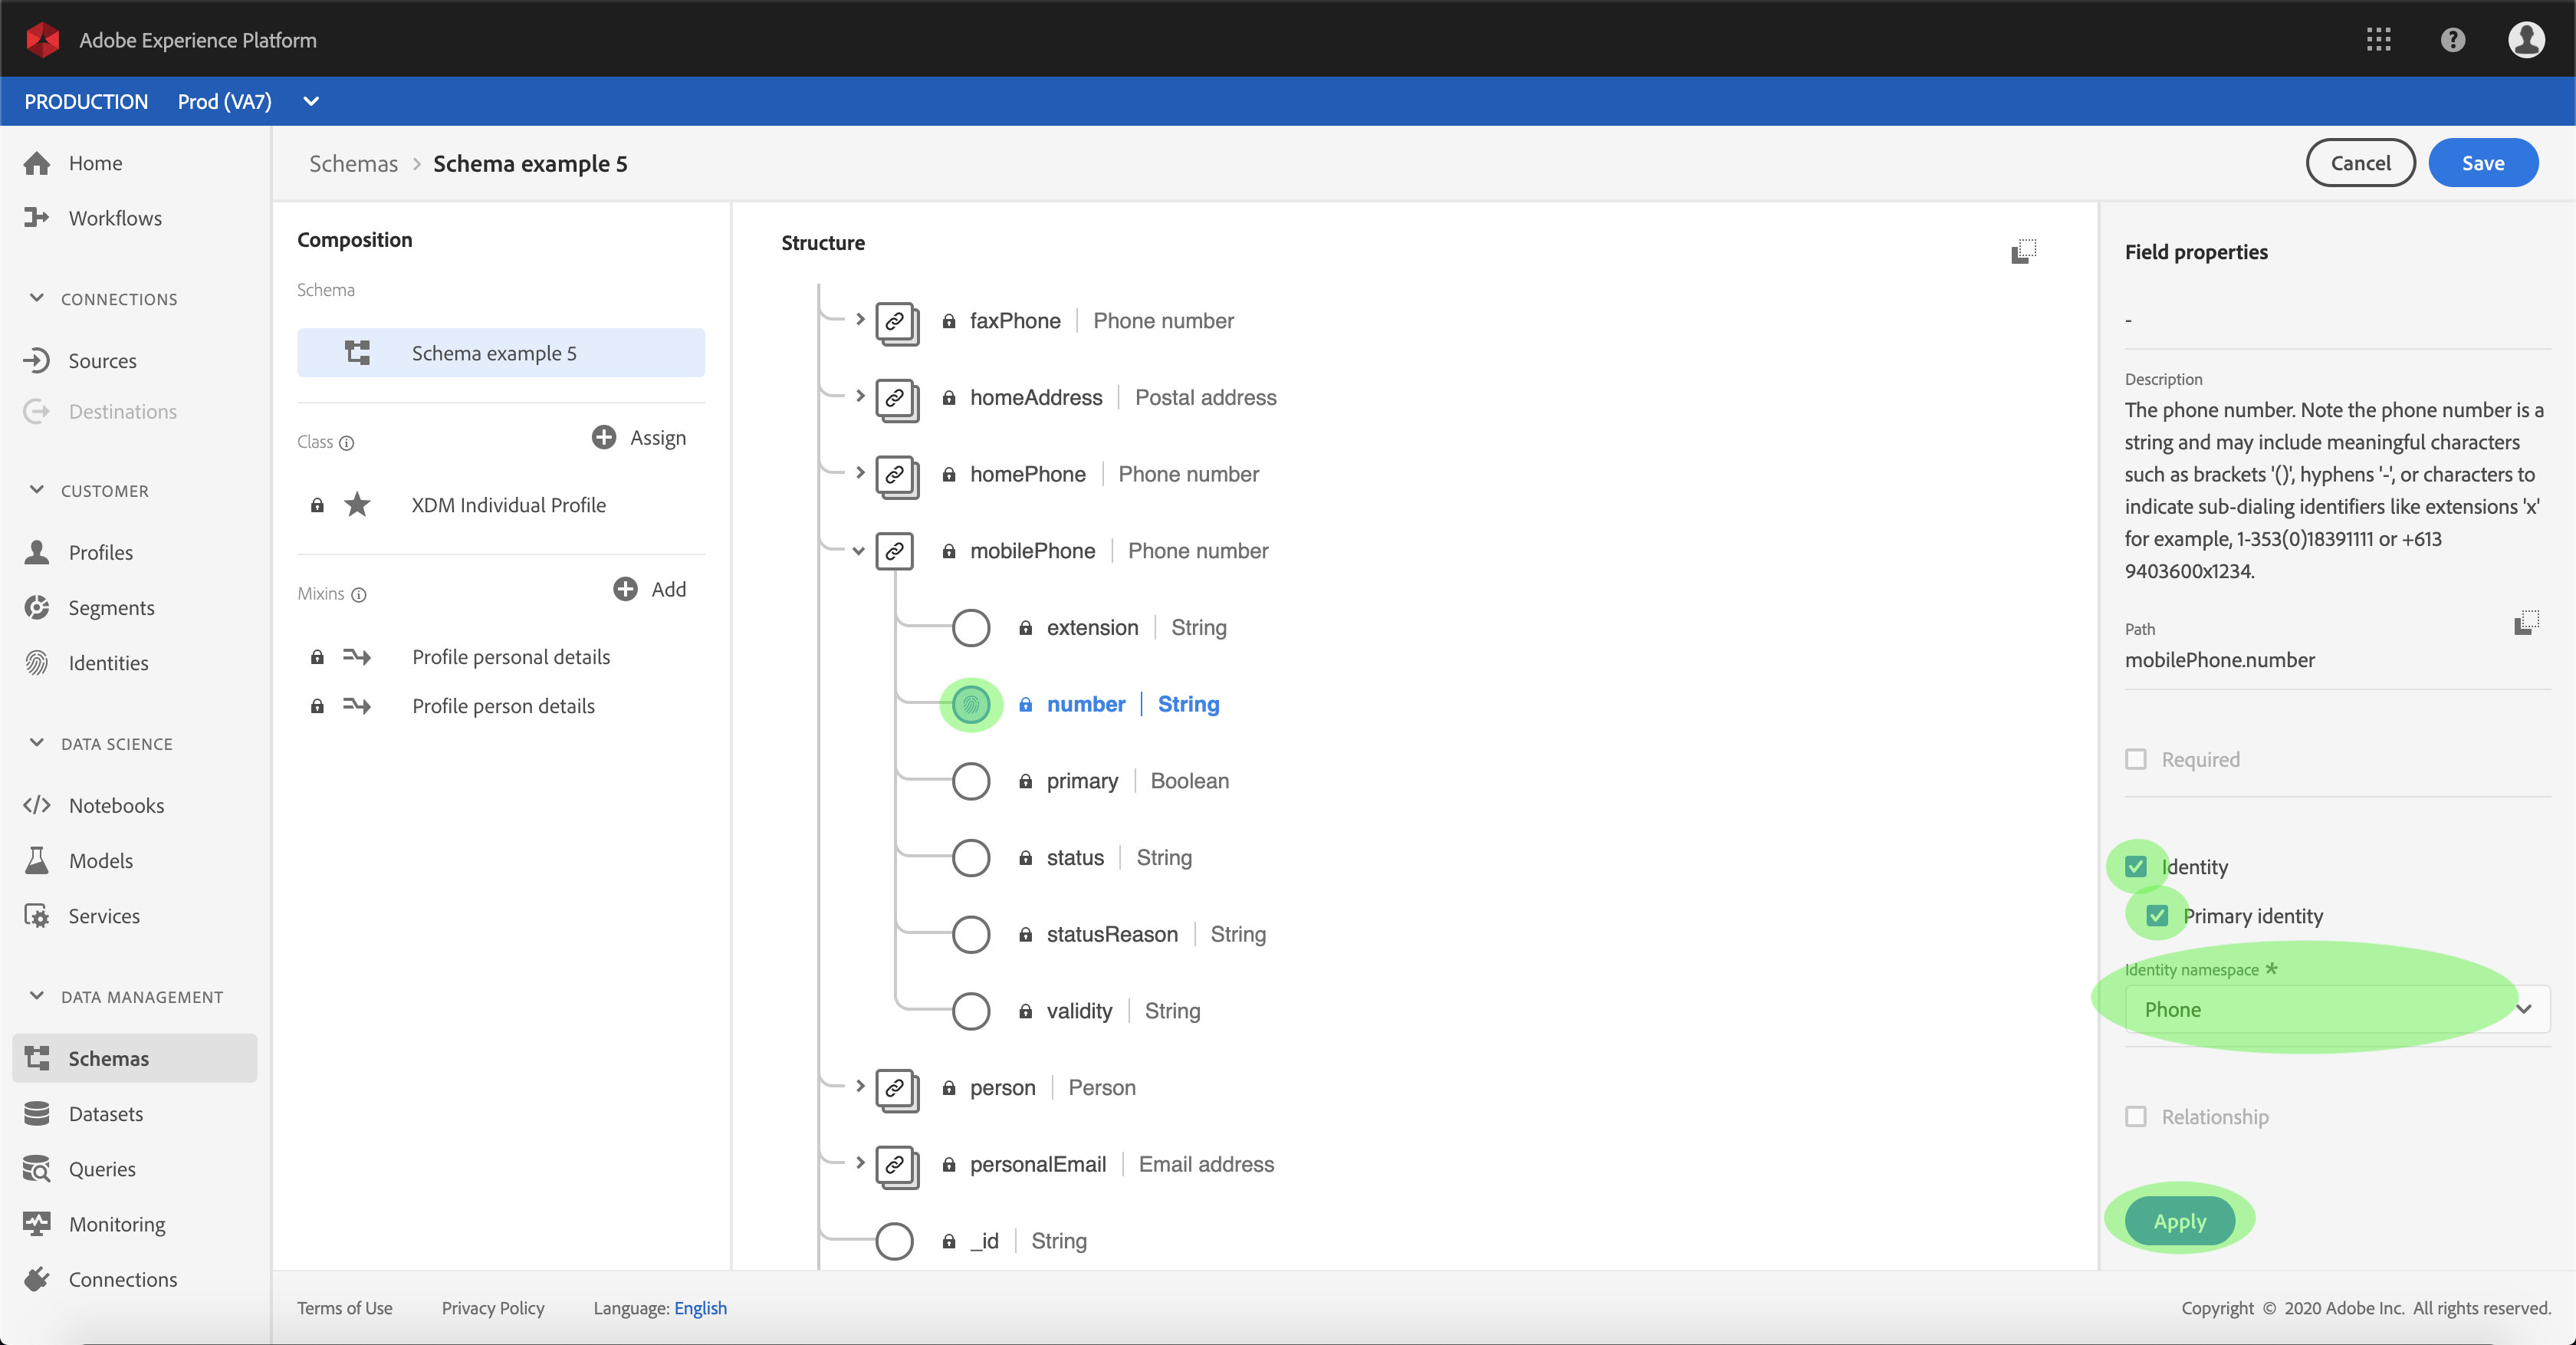 Adobe Experience Platform
PRODUCTION Prod (VA7)
Home
Workflows
CONNECTIONS
Sources
Destinations
CUSTOMER
Profiles
Segments
Identities
DATA SCIENCE
Notebooks
Models
Services
DATA MANAGEMENT
Schemas
Datasets
Queries
Monitoring
Connections
Schemas > Schema example 5
Cancel Save
Composition
Schema
Schema example 5
Class Assign
XDM Individual Profile
Mixins Add
Profile personal details
Profile person details
Structure
faxPhone | Phone number
homeAddress | Postal address
homePhone | Phone number
mobilePhone | Phone number
extension | String
number | String
primary | Boolean
status | String
statusReason | String
validity | String
person | Person
personalEmail | Email address
_id | String
Field properties
-
Description
The phone number. Note the phone number is a
string and may include meaningful characters
such as brackets '()', hyphens '-', or characters to
indicate sub-dialing identifiers like extensions 'x'
for example, 1-353(0)18391111 or +613
9403600x1234.
Path
mobilePhone.number
Required
Identity
Primary identity
Identity namespace *
Phone
Relationship
Apply
Terms of Use Privacy Policy Language: English
Copyright © 2020 Adobe Inc. All rights reserved.